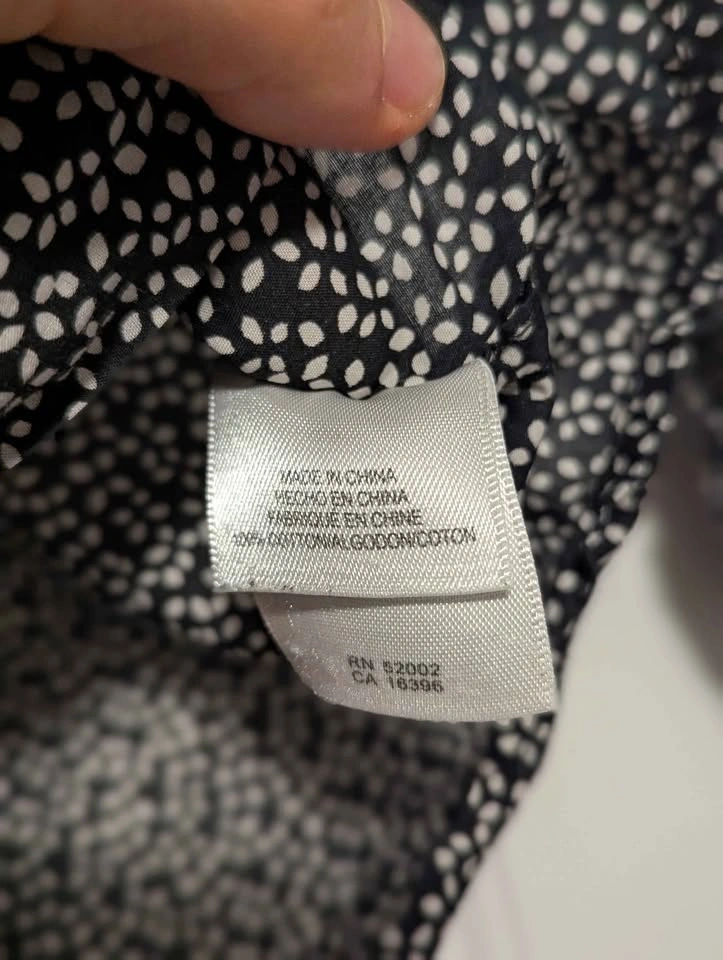 MADE IN CHINA
HECHO EN CHINA
FABRIQUE EN CHINE
100% COTTON/ALGODON/COTON
RN 52002
CA 16396